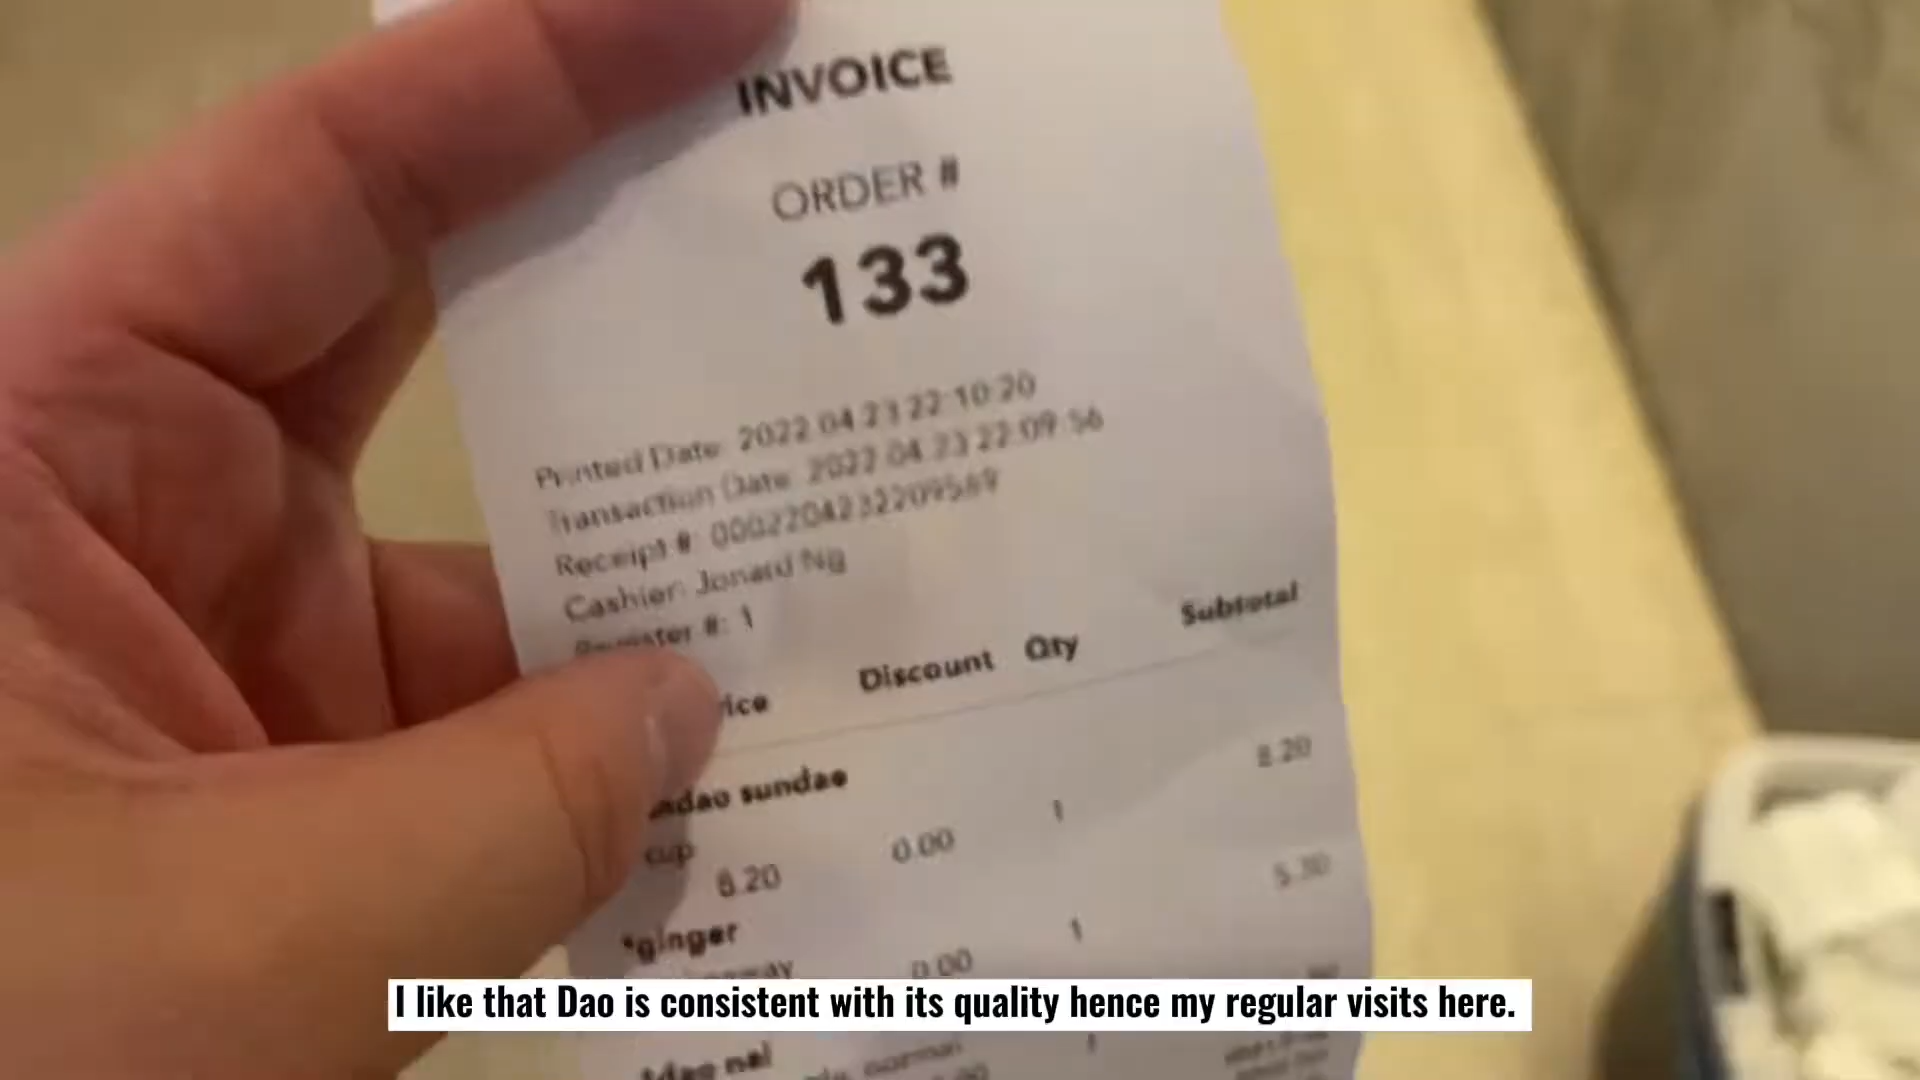 INVOICE
ORDER #
133
Printed Date: 2022 04 23 22:10:20
Transaction Date: 2022 04 23 22:09:56
Receipt #:
Cashier: Jonard Ng
#: 1
Discount Qty Subtotal
sundae
8.20
cup 0.00 1
8.20
*ginger
5.30
0.00 1
I like that Dao is consistent with its quality hence my regular visits here.